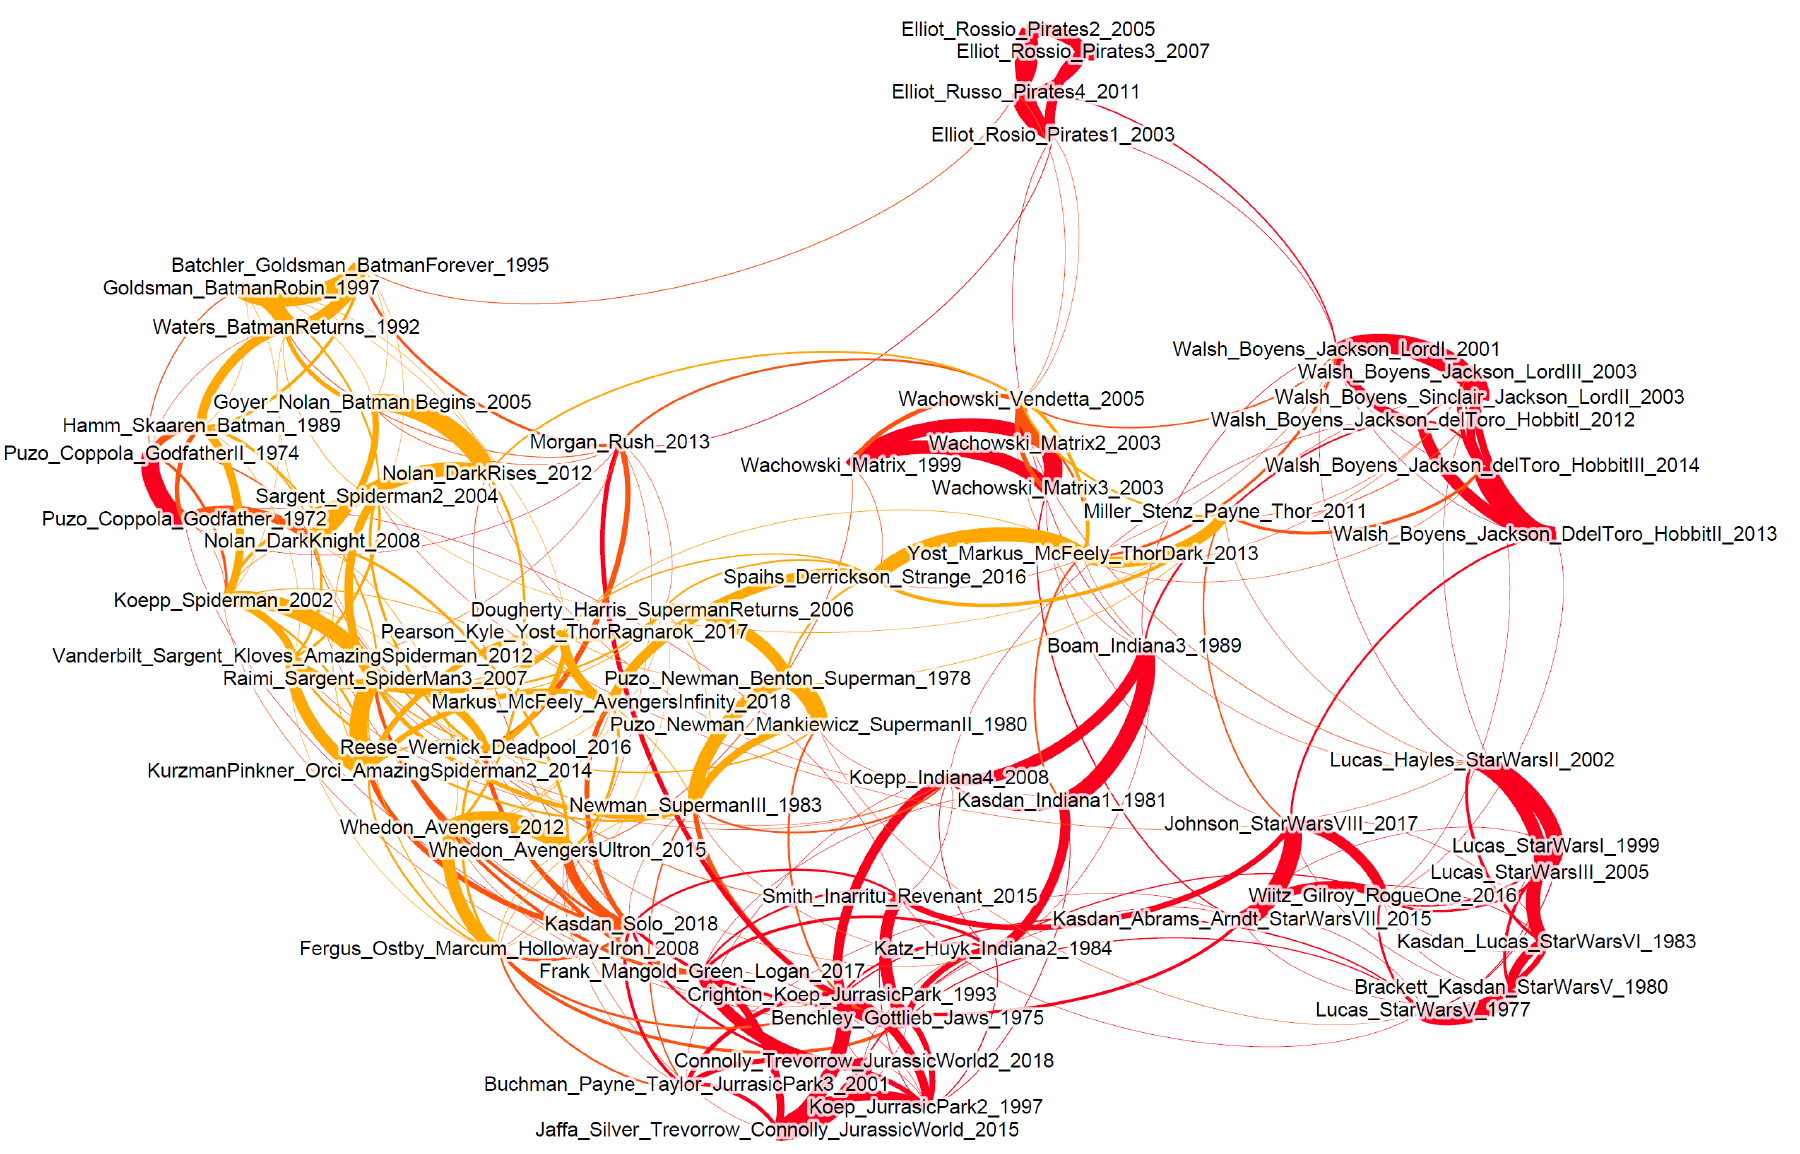 Elliot_Rossio_Pirates2_2005
Elliot_Rossio_Pirates3_2007
Elliot_Russo_Pirates4_2011
Elliot_Rosio_Pirates1_2003
Batchler_Goldsman_BatmanForever_1995
Goldsman_BatmanRobin_1997
Waters_BatmanReturns_1992
Walsh_Boyens_Jackson_LordI_2001
Walsh_Boyens_Jackson_LordIII_2003
Walsh_Boyens_Sinclair_Jackson_LordII_2003
Wachowski_Vendetta_2005
Goyer_Nolan_Batman_Begins_2005
Walsh_Boyens_Jackson_delToro_HobbitI_2012
Hamm_Skaaren_Batman_1989
Morgan_Rush_2013
Wachowski_Matrix2_2003
Puzo_Coppola_GodfatherII_1974
Wachowski_Matrix_1999
Walsh_Boyens_Jackson_delToro_HobbitIII_2014
Nolan_DarkRises_2012
Wachowski_Matrix3_2003
Sargent_Spiderman2_2004
Miller_Stenz_Payne_Thor_2011
Puzo_Coppola_Godfather_1972
Walsh_Boyens_Jackson_DdelToro_HobbitII_2013
Nolan_DarkKnight_2008
Yost_Markus_McFeely_ThorDark_2013
Spaihs_Derrickson_Strange_2016
Koepp_Spiderman_2002
Dougherty_Harris_SupermanReturns_2006
Pearson_Kyle_Yost_ThorRagnarok_2017
Boam_Indiana3_1989
Vanderbilt_Sargent_Kloves_AmazingSpiderman_2012
Raimi_Sargent_SpiderMan3_2007
Puzo_Newman_Benton_Superman_1978
Markus_McFeely_AvengersInfinity_2018
Puzo_Newman_Mankiewicz_SupermanII_1980
Reese_Wernick_Deadpool_2016
Lucas_Hayles_StarWarsII_2002
KurzmanPinkner_Orci_AmazingSpiderman2_2014
Koepp_Indiana4_2008
Kasdan_Indiana1_1981
Newman_SupermanIII_1983
Johnson_StarWarsVIII_2017
Whedon_Avengers_2012
Lucas_StarWarsI_1999
Whedon_AvengersUltron_2015
Lucas_StarWarsIII_2005
Smith_Inarritu_Revenant_2015
Wiitz_Gilroy_RogueOne_2016
Kasdan_Abrams_Arndt_StarWarsVII_2015
Kasdan_Solo_2018
Kasdan_Lucas_StarWarsVI_1983
Fergus_Ostby_Marcum_Holloway_Iron_2008
Katz_Huyk_Indiana2_1984
Frank_Mangold_Green_Logan_2017
Brackett_Kasdan_StarWarsV_1980
Crighton_Koep_JurrasicPark_1993
Lucas_StarWarsV_1977
Benchley_Gottlieb_Jaws_1975
Connolly_Trevorrow_JurassicWorld2_2018
Buchman_Payne_Taylor_JurrasicPark3_2001
Koep_JurrasicPark2_1997
Jaffa_Silver_Trevorrow_Connolly_JurassicWorld_2015